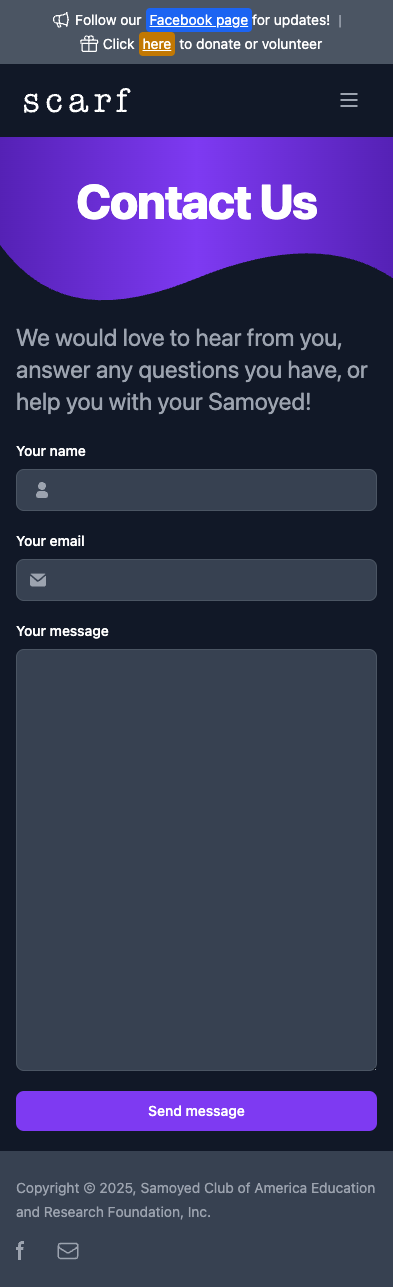 Follow our Facebook page for updates! |
Click here to donate or volunteer
scarf
Contact Us
We would love to hear from you,
answer any questions you have, or
help you with your Samoyed!
Your name
Your email
Your message
Send message
Copyright © 2025, Samoyed Club of America Education
and Research Foundation, Inc.